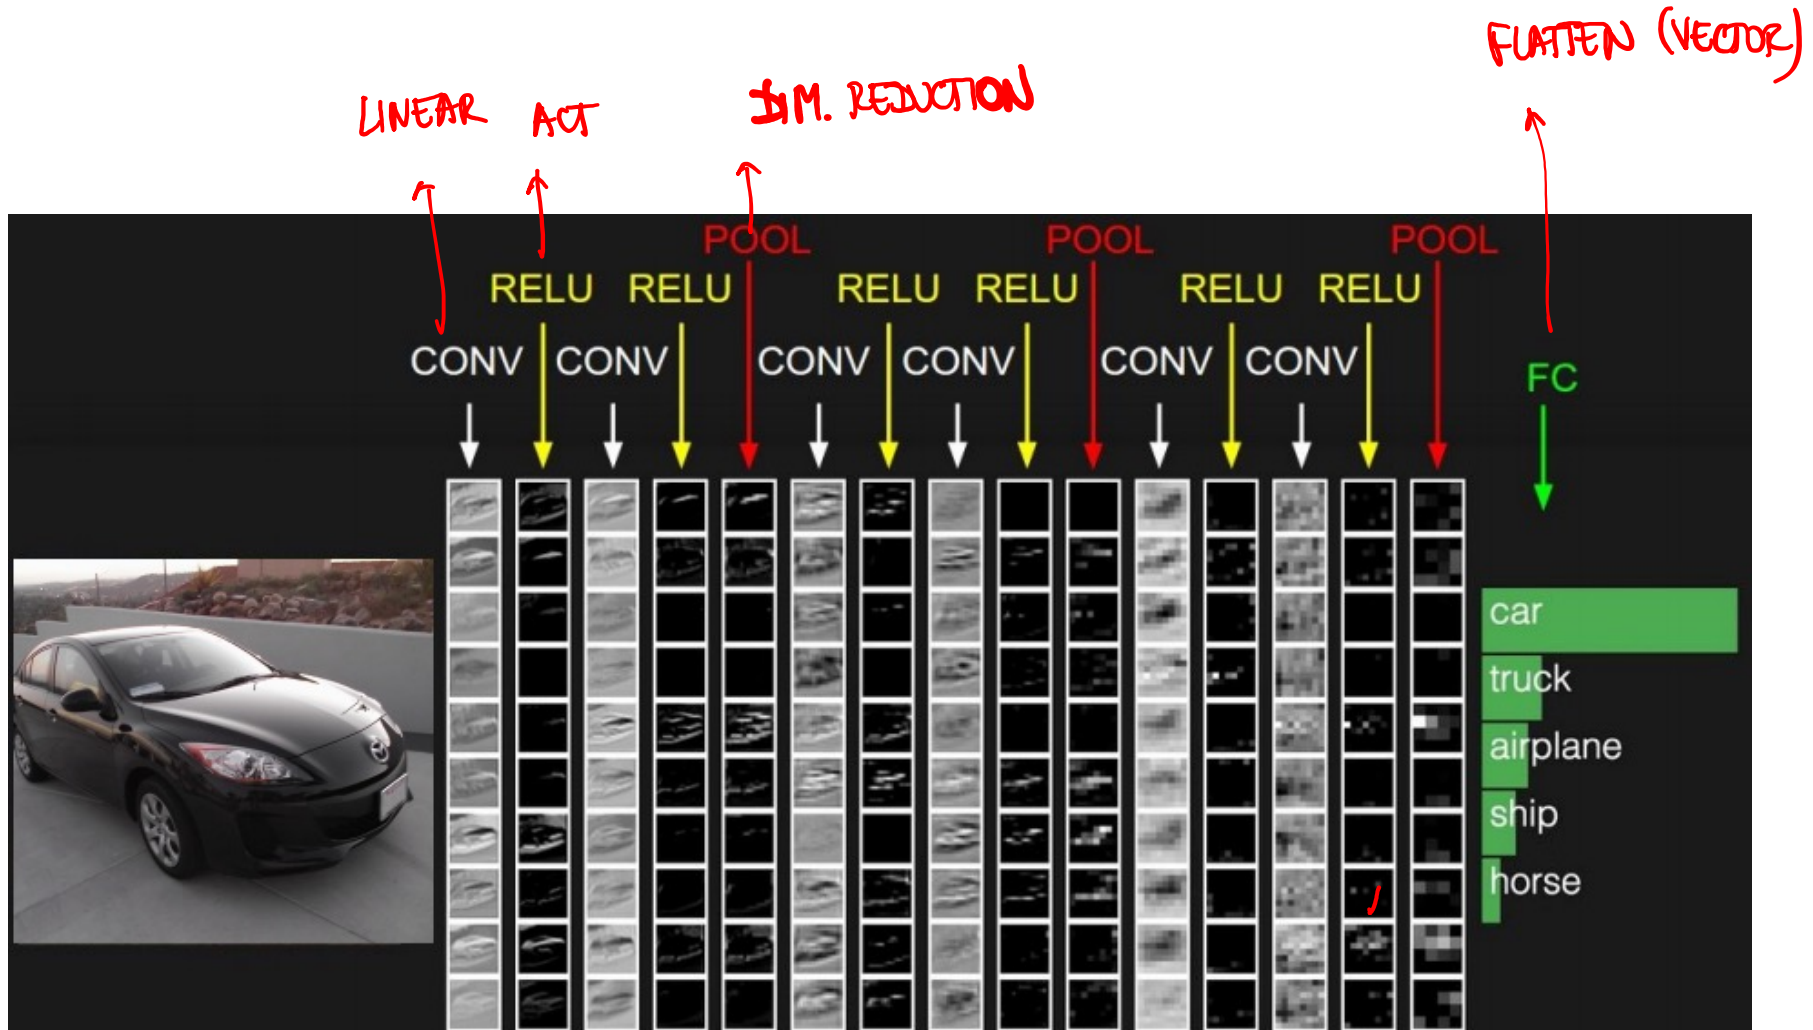 FLATTEN (VECTOR)
LINEAR ACT DIM. REDUCTION
POOL POOL POOL
RELU RELU RELU RELU RELU RELU
CONV CONV CONV CONV CONV CONV
FC
car
truck
airplane
ship
horse